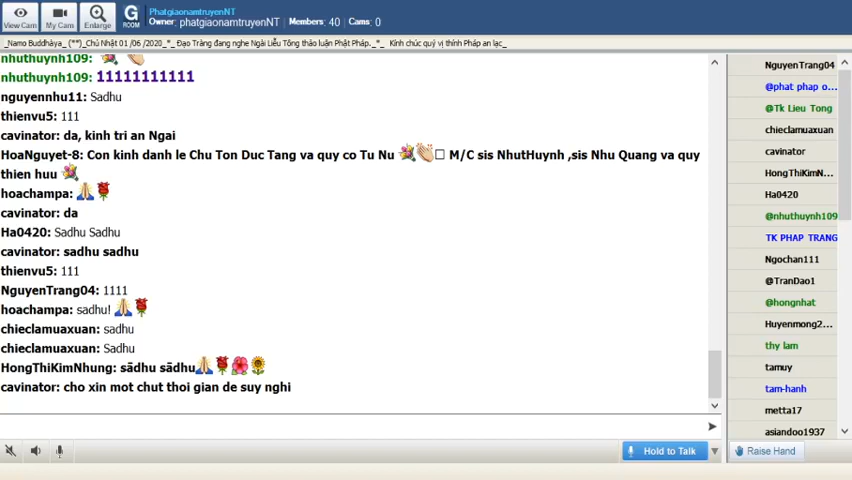 View Cam
My Cam
Enlarge
G
ROOM
PhatgiaonamtruyenNT
Owner: phatgiaonamtruyenNT Members: 40 Cams: 0
_Namo Buddhàya_ (**)_Chủ Nhật 01 /06 /2020_*_ Đạo Tràng đang nghe Ngài Liễu Tông thảo luận Phật Pháp._*_ Kính chúc quý vị thính Pháp an lạc_
nhuthuynh109:
nhuthuynh109: 11111111111
nguyennhu11: Sadhu
thienvu5: 111
cavinator: da, kinh tri an Ngai
HoaNguyet-8: Con kinh danh le Chu Ton Duc Tang va quy co Tu Nu 💐👏□ M/C sis NhutHuynh ,sis Nhu Quang va quy
thien huu 💐
hoachampa: 🙏🌹
cavinator: da
Ha0420: Sadhu Sadhu
cavinator: sadhu sadhu
thienvu5: 111
NguyenTrang04: 1111
hoachampa: sadhu! 🙏🌹
chieclamuaxuan: sadhu
chieclamuaxuan: Sadhu
HongThiKimNhung: sādhu sādhu🙏🌹🌺🌻
cavinator: cho xin mot chut thoi gian de suy nghi
Hold to Talk
NguyenTrang04
@phat phap o...
@Tk Lieu Tong
chieclamuaxuan
cavinator
HongThiKimN...
Ha0420
@nhuthuynh109
TK PHAP TRANG
Ngochan111
@TranDao1
@hongnhat
Huyenmong2...
thy lam
tamuy
tam-hanh
metta17
asiandoo1937
Raise Hand